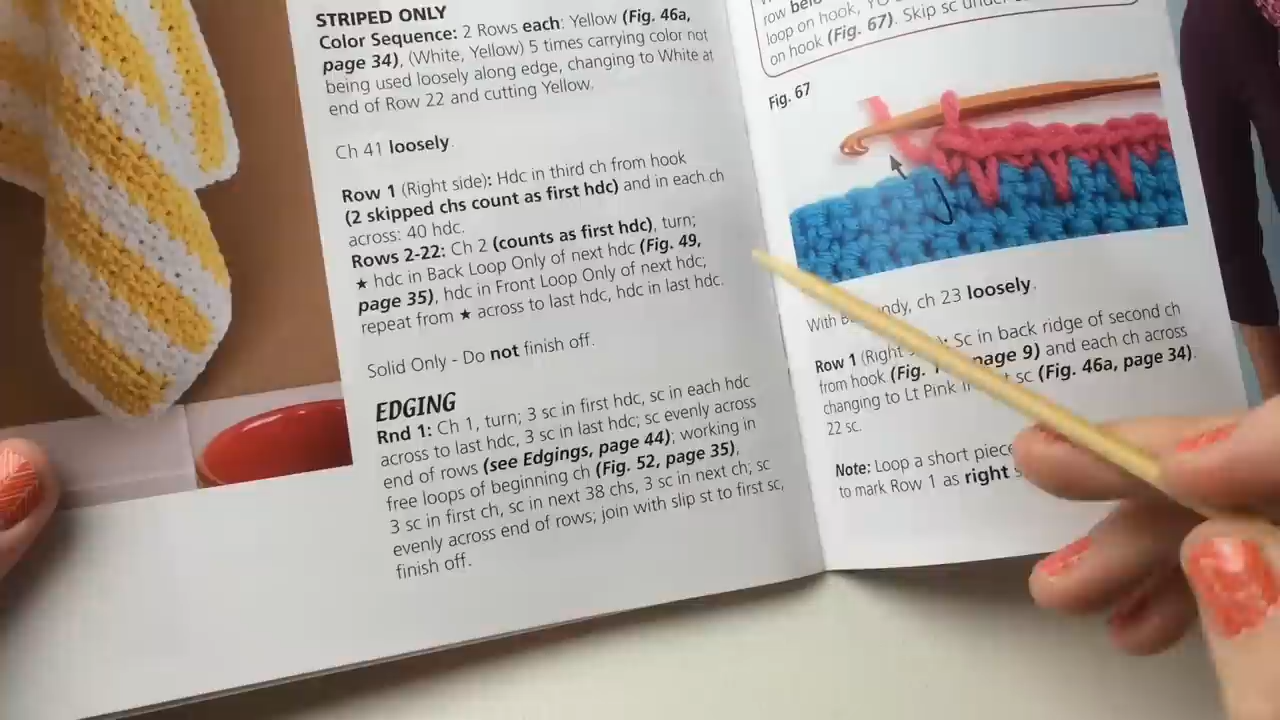 STRIPED ONLY
Color Sequence: 2 Rows each: Yellow (Fig. 46a,
page 34), (White, Yellow) 5 times carrying color not
being used loosely along edge, changing to White at
end of Row 22 and cutting Yellow.
Ch 41 loosely.
Row 1 (Right side): Hdc in third ch from hook
(2 skipped chs count as first hdc) and in each ch
across: 40 hdc.
Rows 2-22: Ch 2 (counts as first hdc), turn;
★ hdc in Back Loop Only of next hdc (Fig. 49,
page 35), hdc in Front Loop Only of next hdc;
repeat from ★ across to last hdc, hdc in last hdc.
Solid Only - Do not finish off.
EDGING
Rnd 1: Ch 1, turn; 3 sc in first hdc, sc in each hdc
across to last hdc, 3 sc in last hdc; sc evenly across
end of rows (see Edgings, page 44); working in
free loops of beginning ch (Fig. 52, page 35),
3 sc in first ch, sc in next 38 chs, 3 sc in next ch; sc
evenly across end of rows; join with slip st to first sc,
finish off.
row
loop on hook, YO
on hook (Fig. 67). Skip sc
Fig. 67
With ch 23 loosely.
Row 1 (Right Sc in back ridge of second ch
from hook (Fig. page 9) and each ch across
changing to Lt Pink sc (Fig. 46a, page 34):
22 sc.
Note: Loop a short piece
to mark Row 1 as right